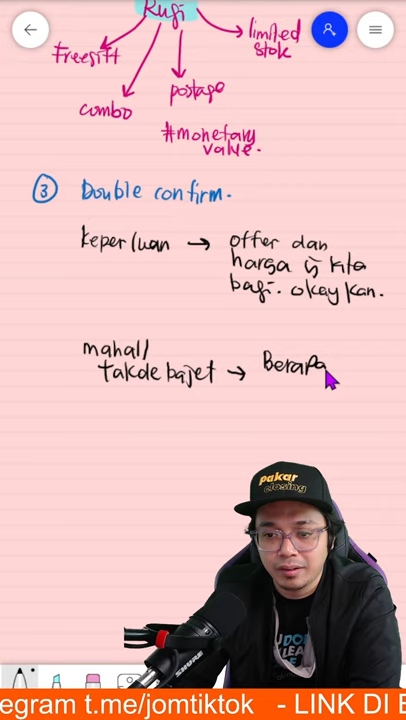 Rugi
Freegift
combo
postage
limited
stok
#monetary
value.
③ Double confirm.
keperluan → offer dan
harga yg kita
bagi. okay kan.
mahal/
takde bajet → Berapa
pakar
closing
SHURE
egram t.me/jomtiktok - LINK DI B